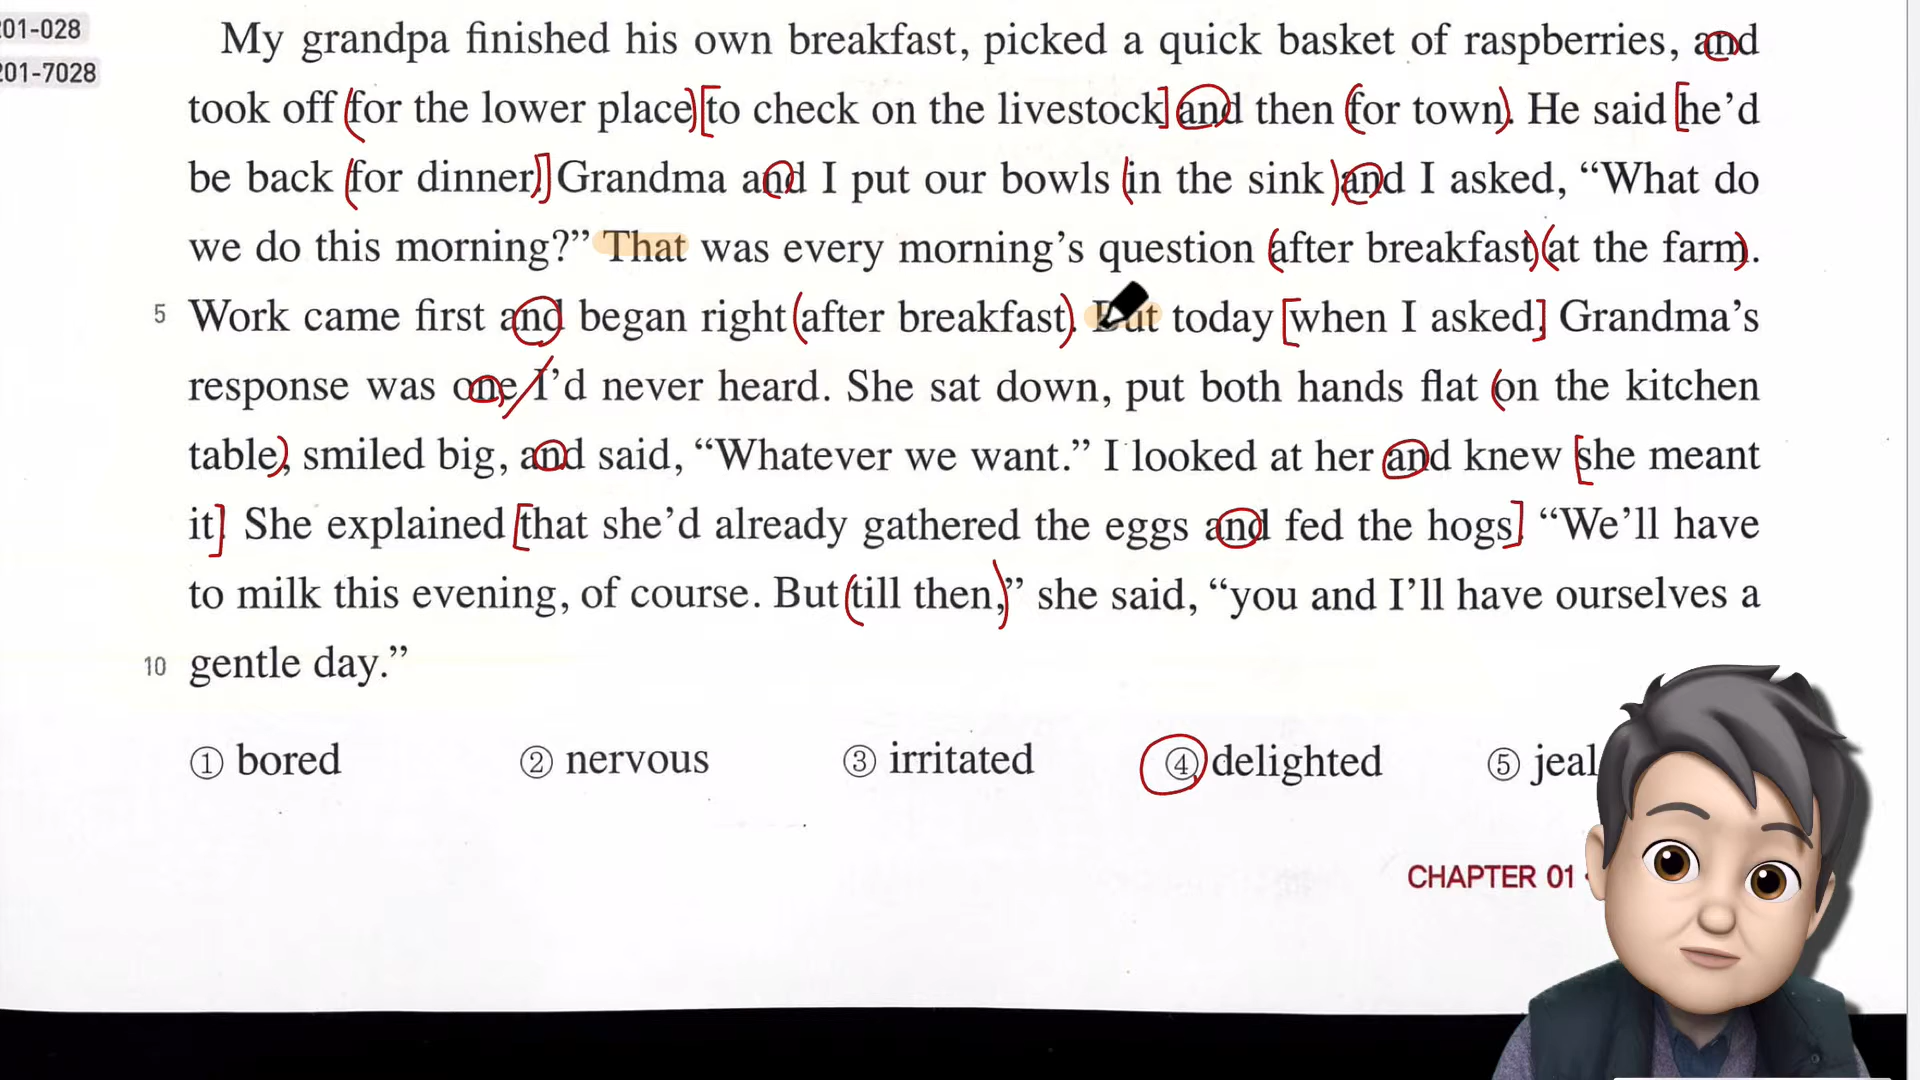 01-028
01-7028
My grandpa finished his own breakfast, picked a quick basket of raspberries, and
took off for the lower place to check on the livestock and then for town. He said he’d
be back for dinner. Grandma and I put our bowls in the sink and I asked, “What do
we do this morning?” That was every morning’s question after breakfast at the farm.
5 Work came first and began right after breakfast. But today when I asked, Grandma’s
response was one I’d never heard. She sat down, put both hands flat on the kitchen
table, smiled big, and said, “Whatever we want.” I looked at her and knew she meant
it. She explained that she’d already gathered the eggs and fed the hogs. “We’ll have
to milk this evening, of course. But till then,” she said, “you and I’ll have ourselves a
10 gentle day.”
① bored ② nervous ③ irritated ④ delighted ⑤ jeal
CHAPTER 01